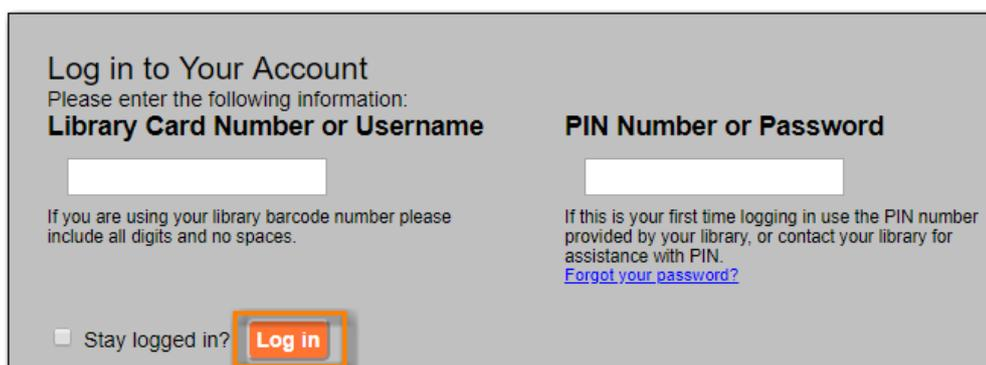 Log in to Your Account
Please enter the following information:
Library Card Number or Username
If you are using your library barcode number please
include all digits and no spaces.
PIN Number or Password
If this is your first time logging in use the PIN number
provided by your library, or contact your library for
assistance with PIN.
Forgot your password?
Stay logged in? Log in